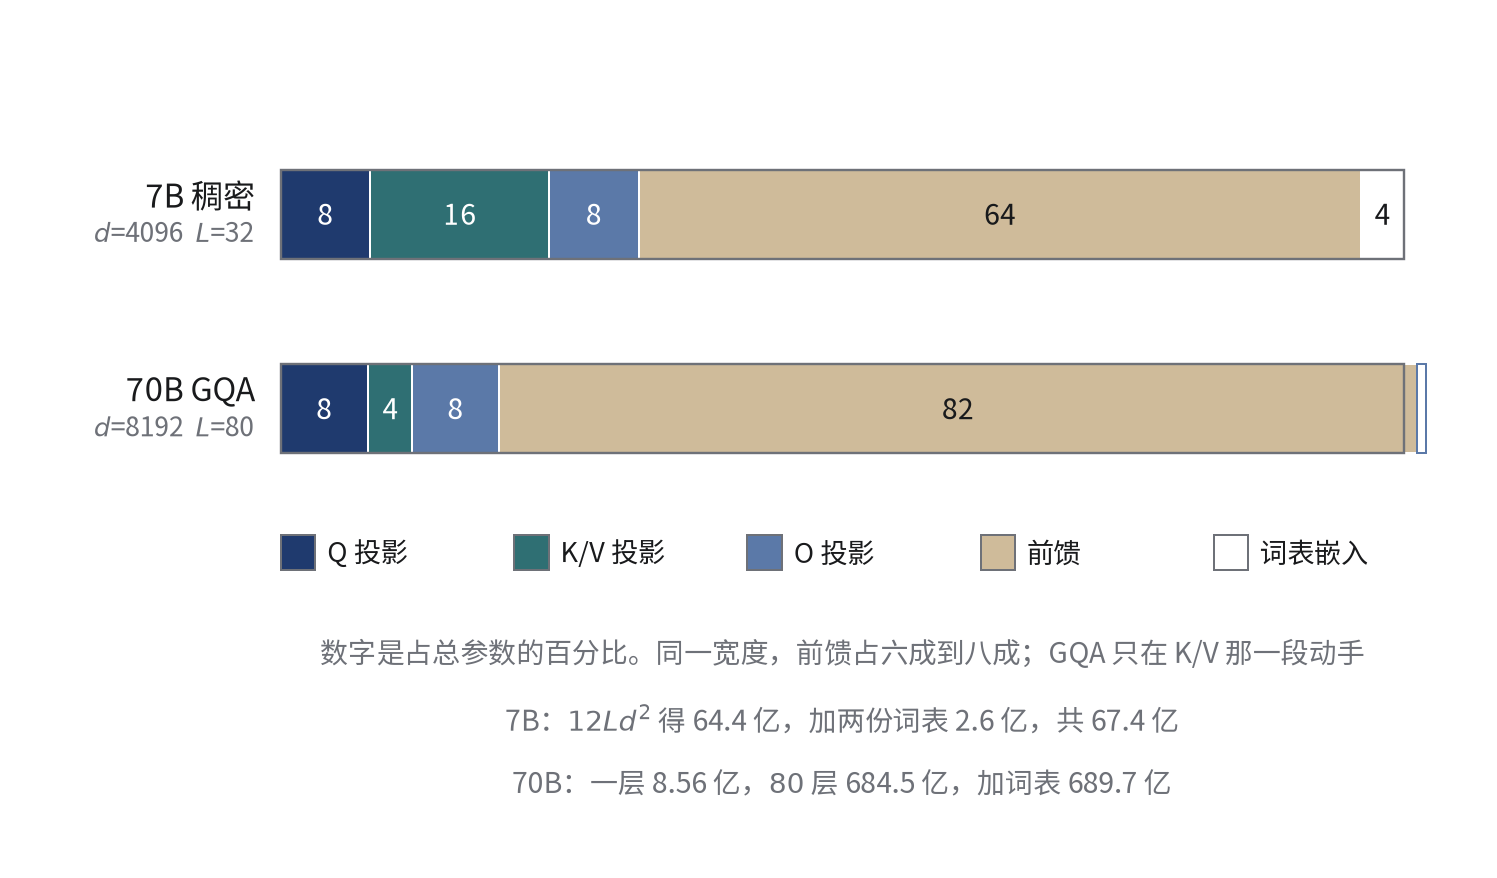 7B 稠密
d=4096 L=32
8 16 8 64 4
70B GQA
d=8192 L=80
8 4 8 82
Q 投影 K/V 投影 O 投影 前馈 词表嵌入
数字是占总参数的百分比。同一宽度，前馈占六成到八成；GQA 只在 K/V 那一段动手
7B：12Ld² 得 64.4 亿，加两份词表 2.6 亿，共 67.4 亿
70B：一层 8.56 亿，80 层 684.5 亿，加词表 689.7 亿